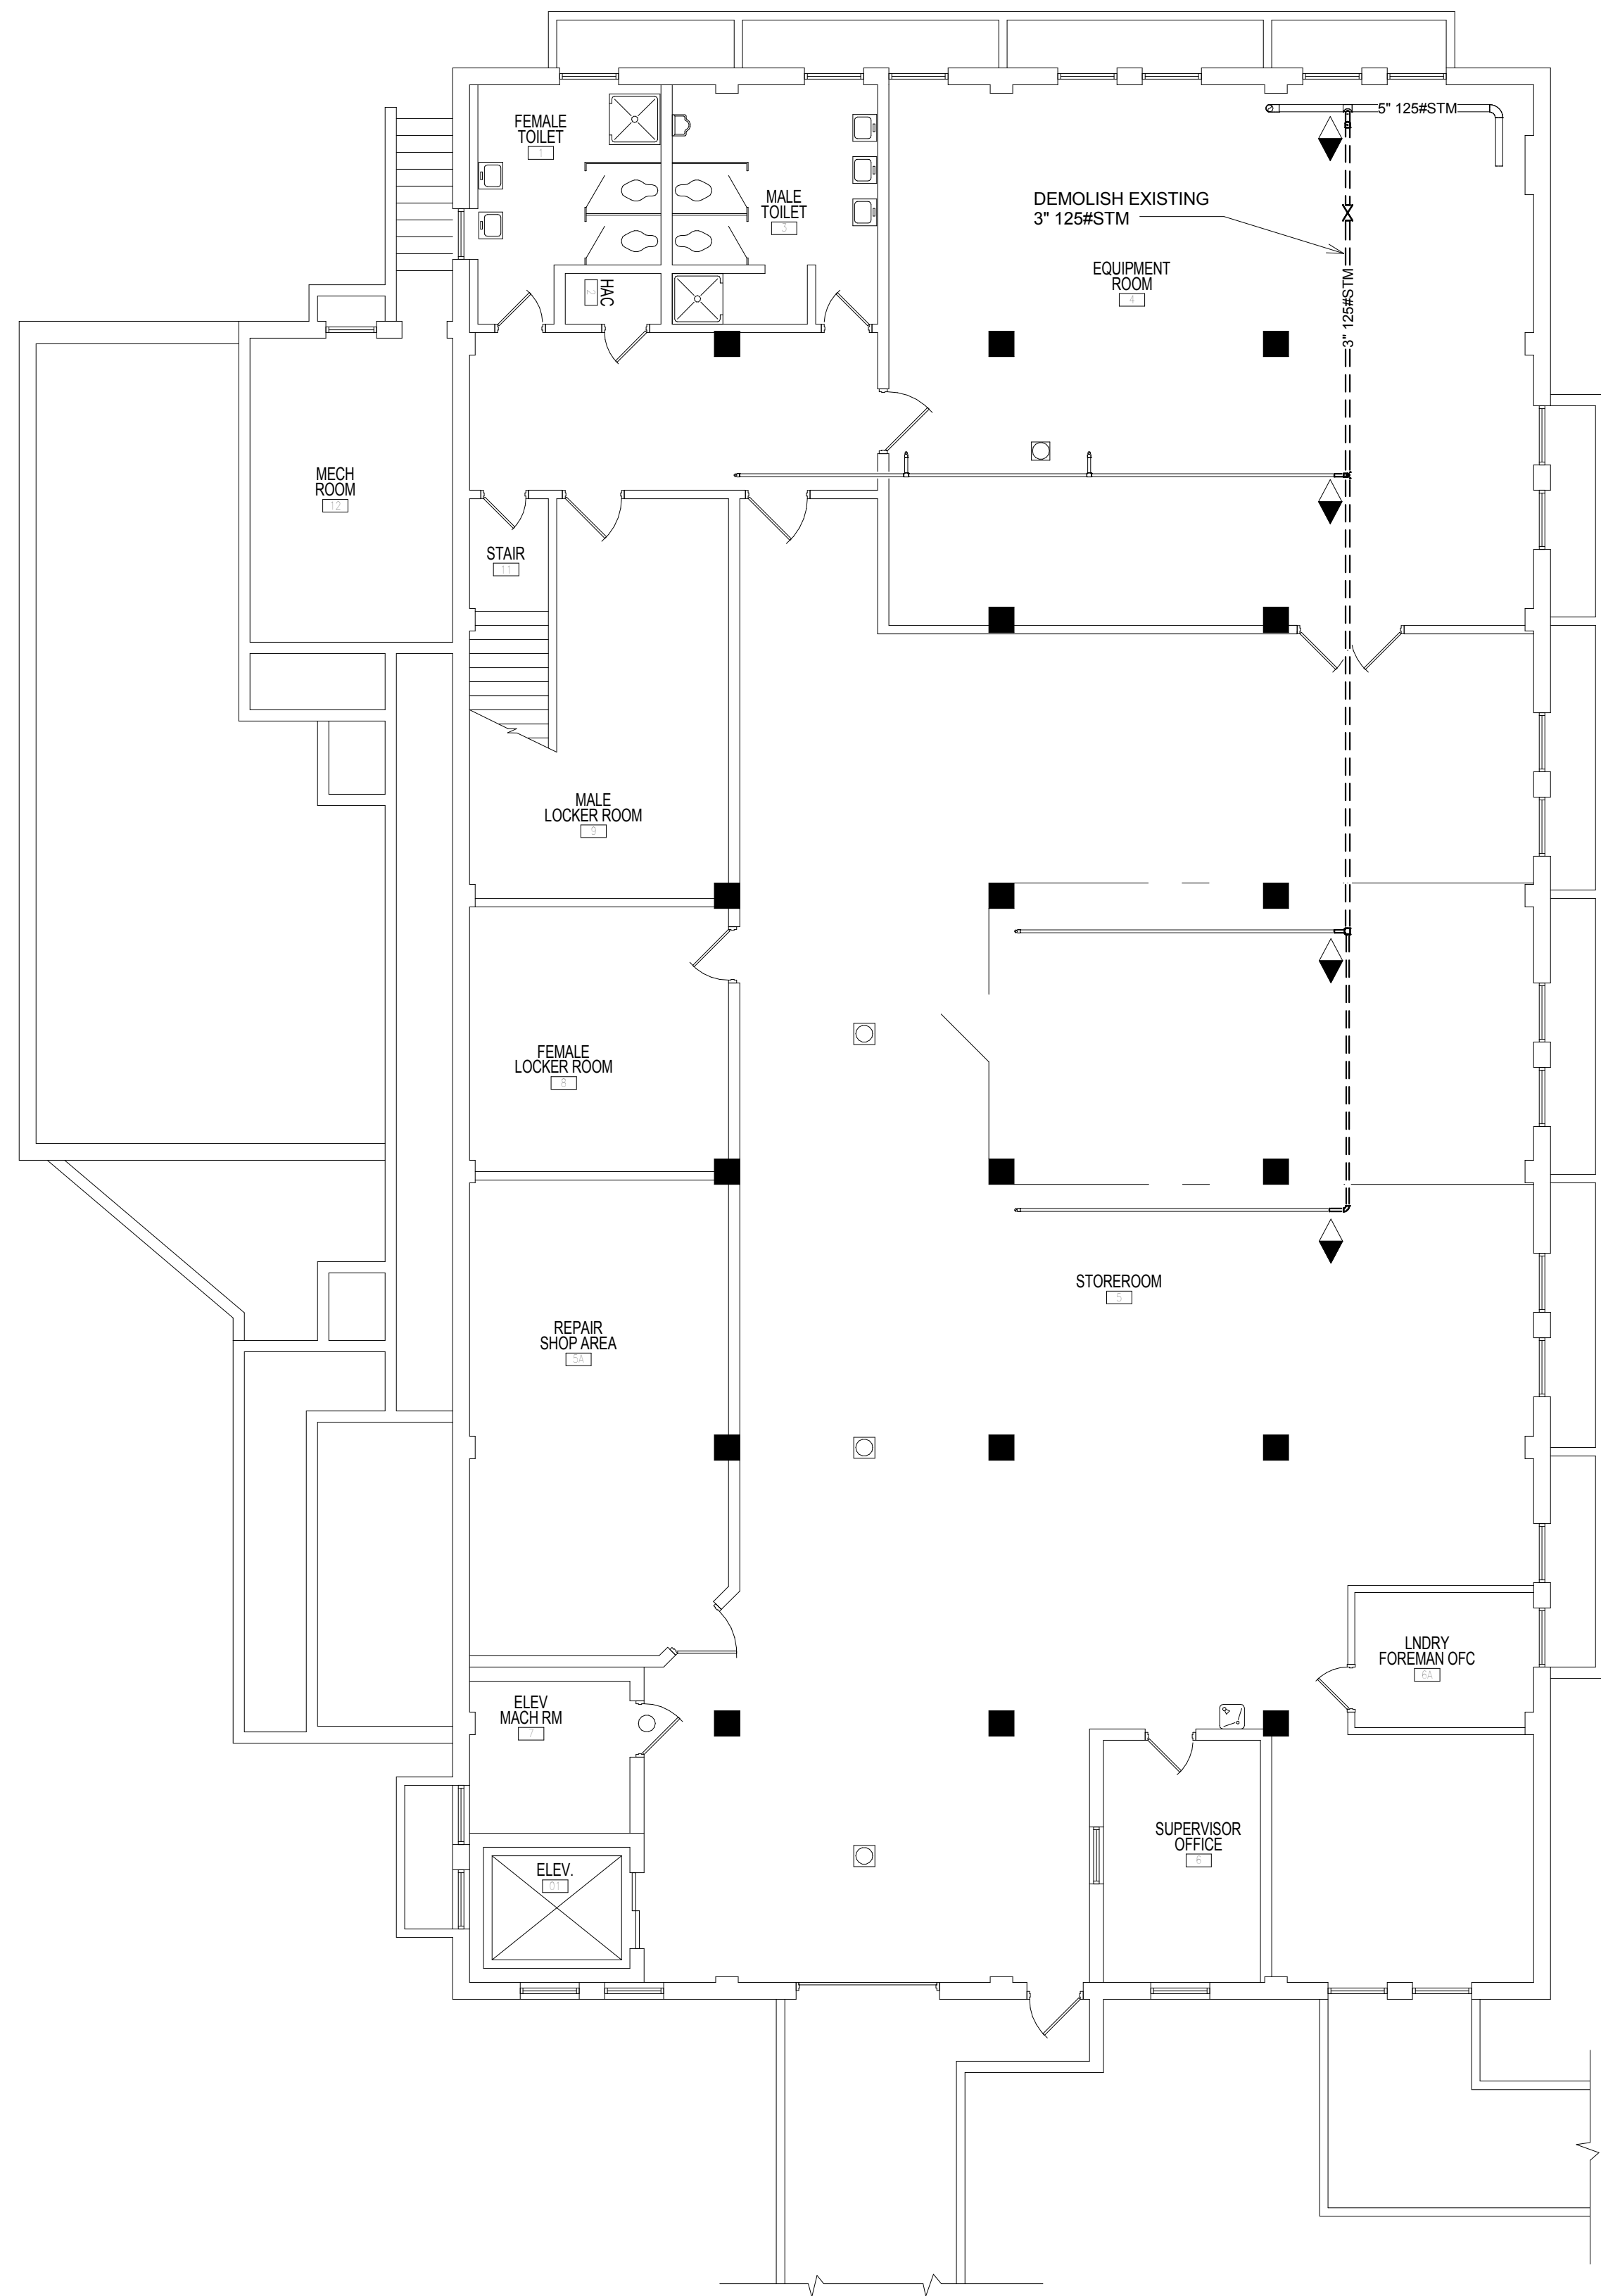 5" 125#STM
FEMALE
TOILET
1
MALE
TOILET
3
DEMOLISH EXISTING
3" 125#STM
EQUIPMENT
ROOM
4
HAC
2
3" 125#STM
MECH
ROOM
12
STAIR
11
MALE
LOCKER ROOM
9
FEMALE
LOCKER ROOM
8
STOREROOM
5
REPAIR
SHOP AREA
5A
LNDRY
FOREMAN OFC
6A
ELEV
MACH RM
7
SUPERVISOR
OFFICE
6
ELEV.
01